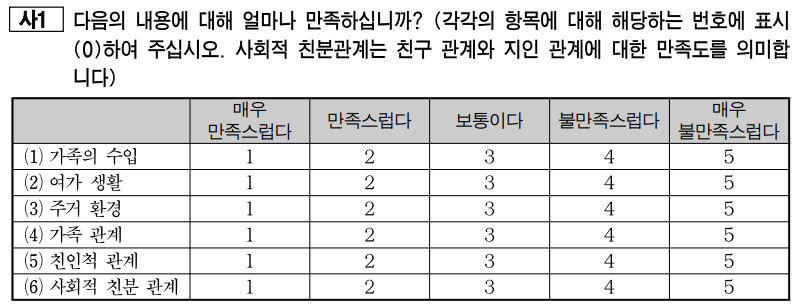 사1 다음의 내용에 대해 얼마나 만족하십니까? (각각의 항목에 대해 해당하는 번호에 표시
(O)하여 주십시오. 사회적 친분관계는 친구 관계와 지인 관계에 대한 만족도를 의미합
니다)
매우 만족스럽다 만족스럽다 보통이다 불만족스럽다 매우 불만족스럽다
(1) 가족의 수입 1 2 3 4 5
(2) 여가 생활 1 2 3 4 5
(3) 주거 환경 1 2 3 4 5
(4) 가족 관계 1 2 3 4 5
(5) 친인척 관계 1 2 3 4 5
(6) 사회적 친분 관계 1 2 3 4 5